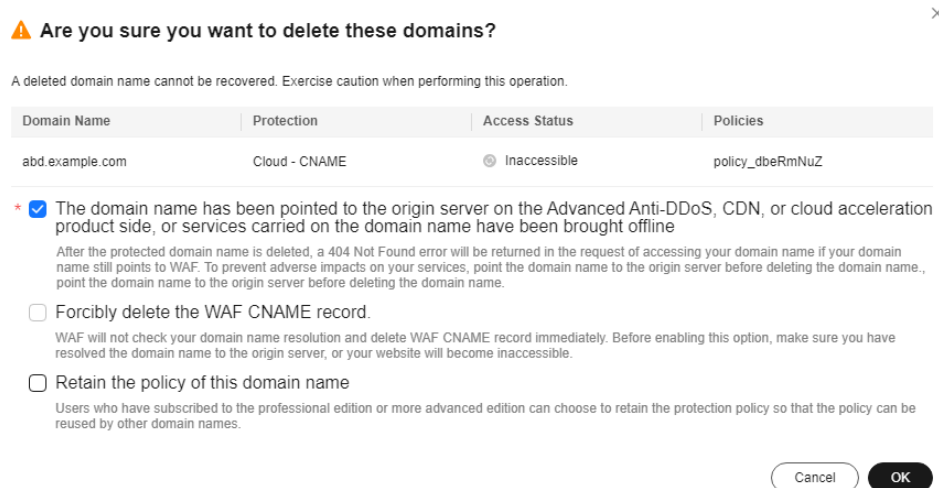 Are you sure you want to delete these domains?
A deleted domain name cannot be recovered. Exercise caution when performing this operation.
Domain Name Protection Access Status Policies
abd.example.com Cloud - CNAME Inaccessible policy_dbeRmNuZ
* The domain name has been pointed to the origin server on the Advanced Anti-DDoS, CDN, or cloud acceleration
product side, or services carried on the domain name have been brought offline
After the protected domain name is deleted, a 404 Not Found error will be returned in the request of accessing your domain name if your domain
name still points to WAF. To prevent adverse impacts on your services, point the domain name to the origin server before deleting the domain name.,
point the domain name to the origin server before deleting the domain name.
Forcibly delete the WAF CNAME record.
WAF will not check your domain name resolution and delete WAF CNAME record immediately. Before enabling this option, make sure you have
resolved the domain name to the origin server, or your website will become inaccessible.
Retain the policy of this domain name
Users who have subscribed to the professional edition or more advanced edition can choose to retain the protection policy so that the policy can be
reused by other domain names.
Cancel OK